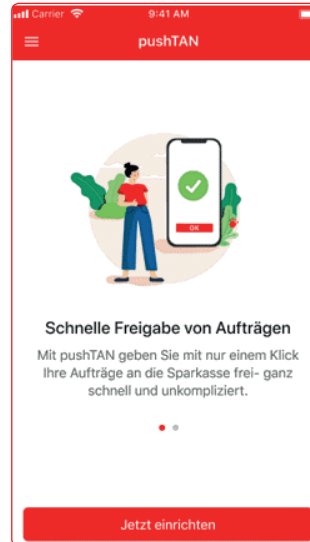 Carrier 9:41 AM
pushTAN
OK
Schnelle Freigabe von Aufträgen
Mit pushTAN geben Sie mit nur einem Klick
Ihre Aufträge an die Sparkasse frei- ganz
schnell und unkompliziert.
Jetzt einrichten